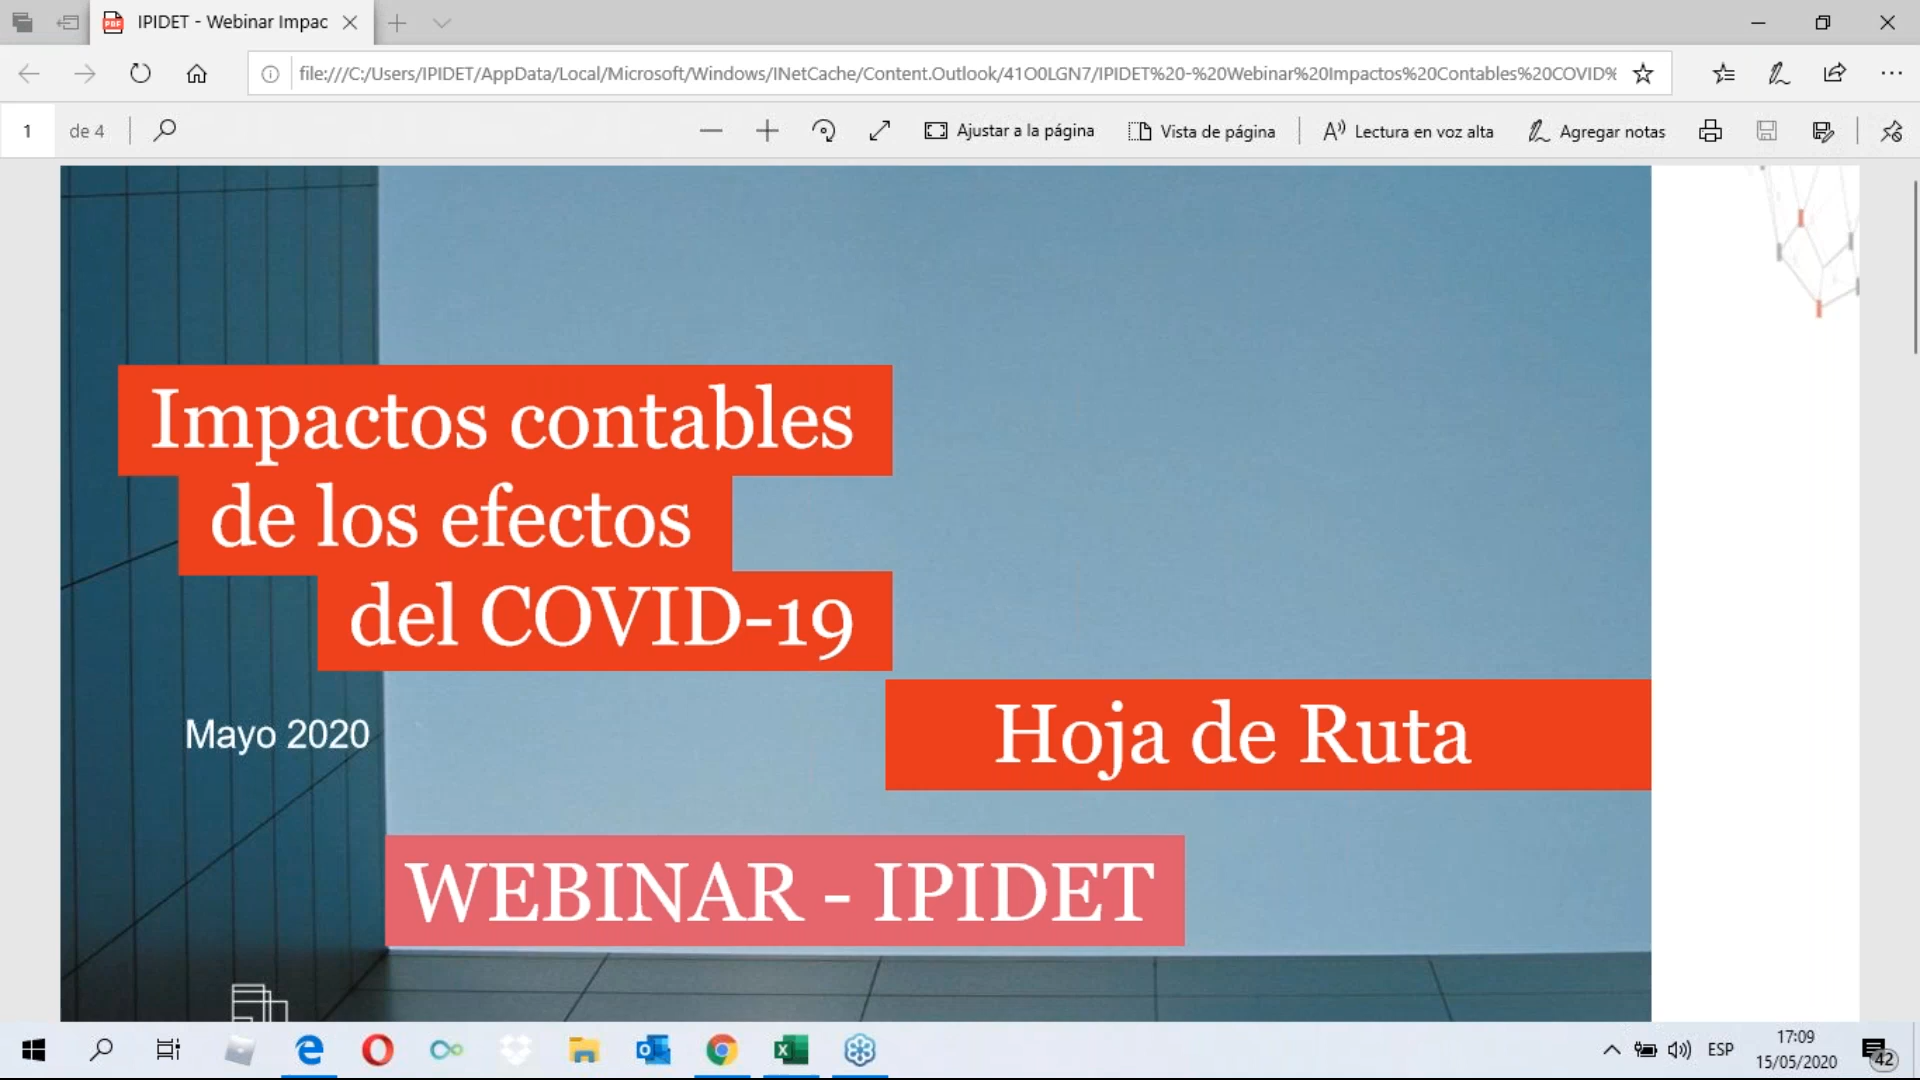 IPIDET - Webinar Impac
file:///C:/Users/IPIDET/AppData/Local/Microsoft/Windows/INetCache/Content.Outlook/41O0LGN7/IPIDET%20-%20Webinar%20Impactos%20Contables%20COVID%
1 de 4
Ajustar a la página
Vista de página
Lectura en voz alta
Agregar notas
Impactos contables
de los efectos
del COVID-19
Hoja de Ruta
Mayo 2020
WEBINAR - IPIDET
ESP
17:09
15/05/2020
42